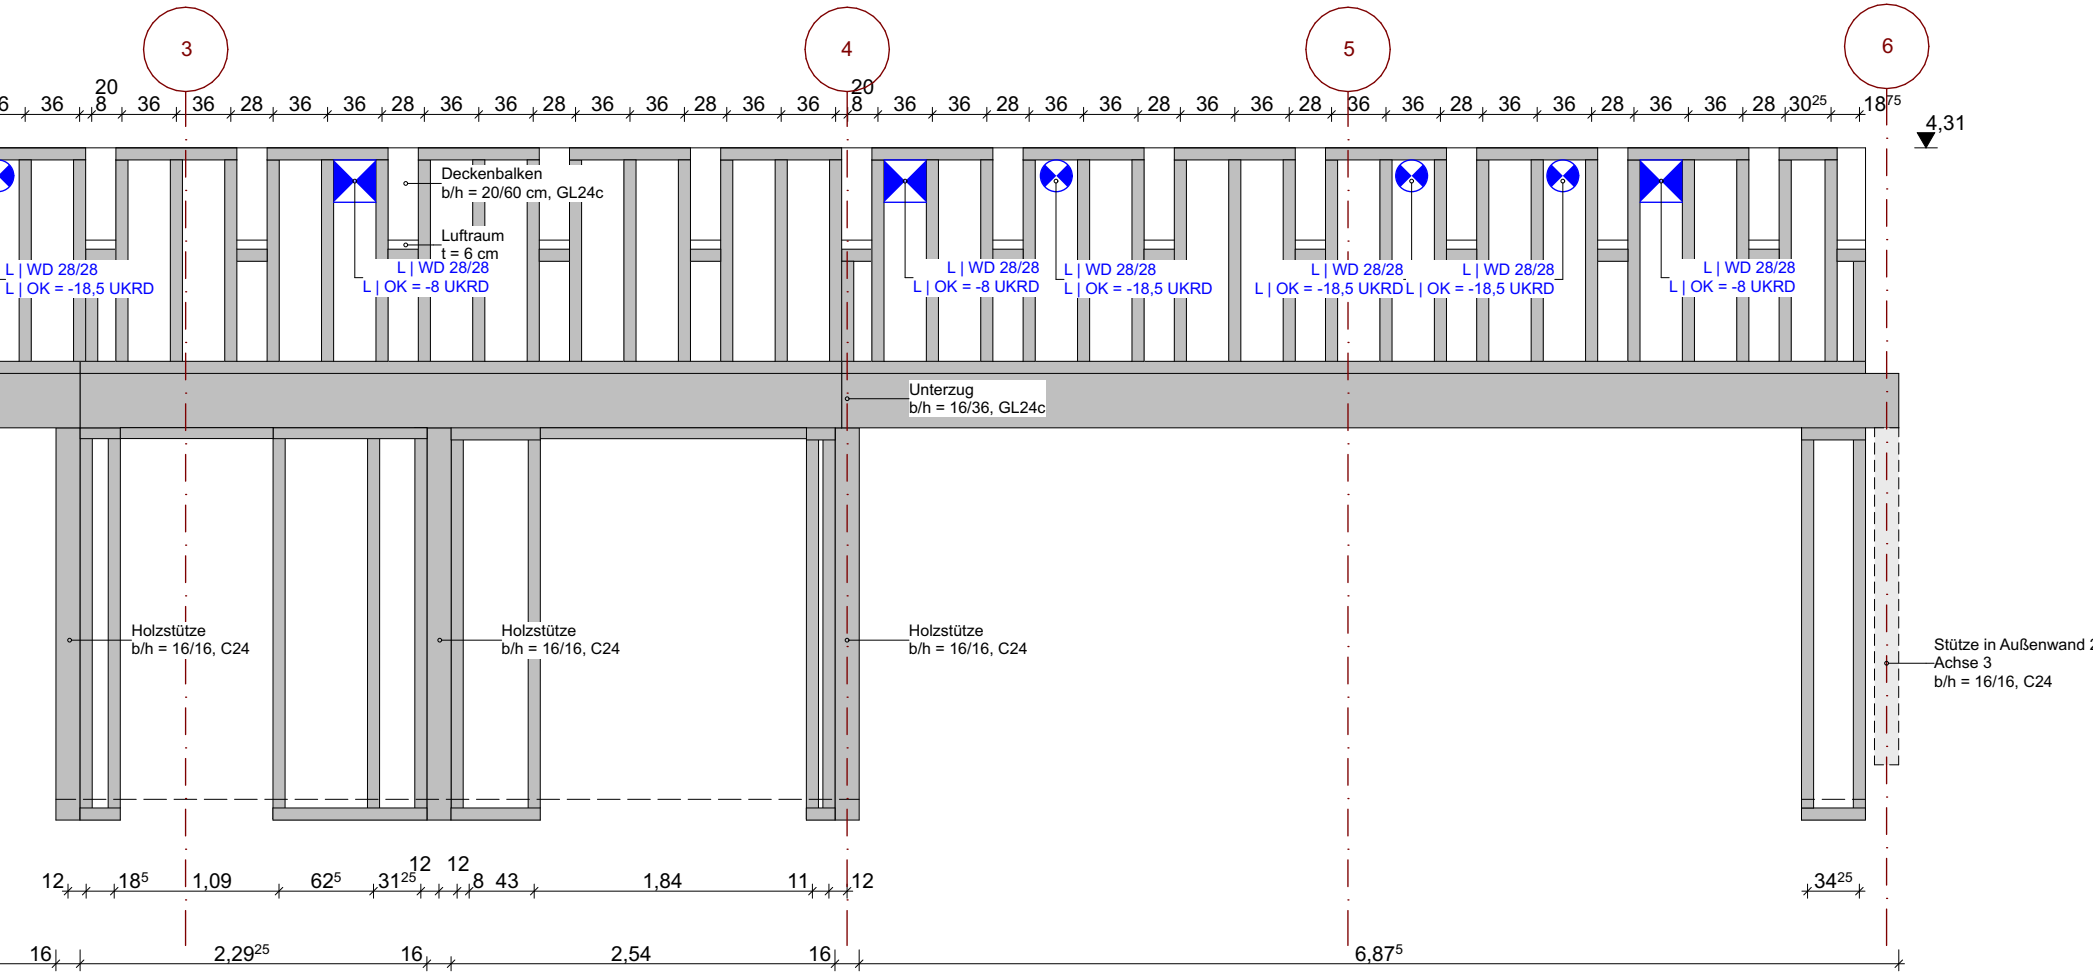 3
4
5
6
20
20
36 8 36 36 28 36 36 28 36 36 28 36 36 28 36 36 8 36 36 28 36 36 28 36 36 28 36 36 28 36 36 28 36 36 28 30²⁵ 18⁷⁵
4,31
Deckenbalken
b/h = 20/60 cm, GL24c
Luftraum
t = 6 cm
L | WD 28/28
L | OK = -18,5 UKRD
L | WD 28/28
L | OK = -8 UKRD
L | WD 28/28
L | OK = -8 UKRD
L | WD 28/28
L | OK = -18,5 UKRD
L | WD 28/28
L | OK = -18,5 UKRD
L | WD 28/28
L | OK = -18,5 UKRD
L | WD 28/28
L | OK = -8 UKRD
Unterzug
b/h = 16/36, GL24c
Holzstütze
b/h = 16/16, C24
Holzstütze
b/h = 16/16, C24
Holzstütze
b/h = 16/16, C24
Stütze in Außenwand
Achse 3
b/h = 16/16, C24
12 12
12 18⁵ 1,09 62⁵ 31²⁵ 8 43 1,84 11 12 34²⁵
16 2,29²⁵ 16 2,54 16 6,87⁵